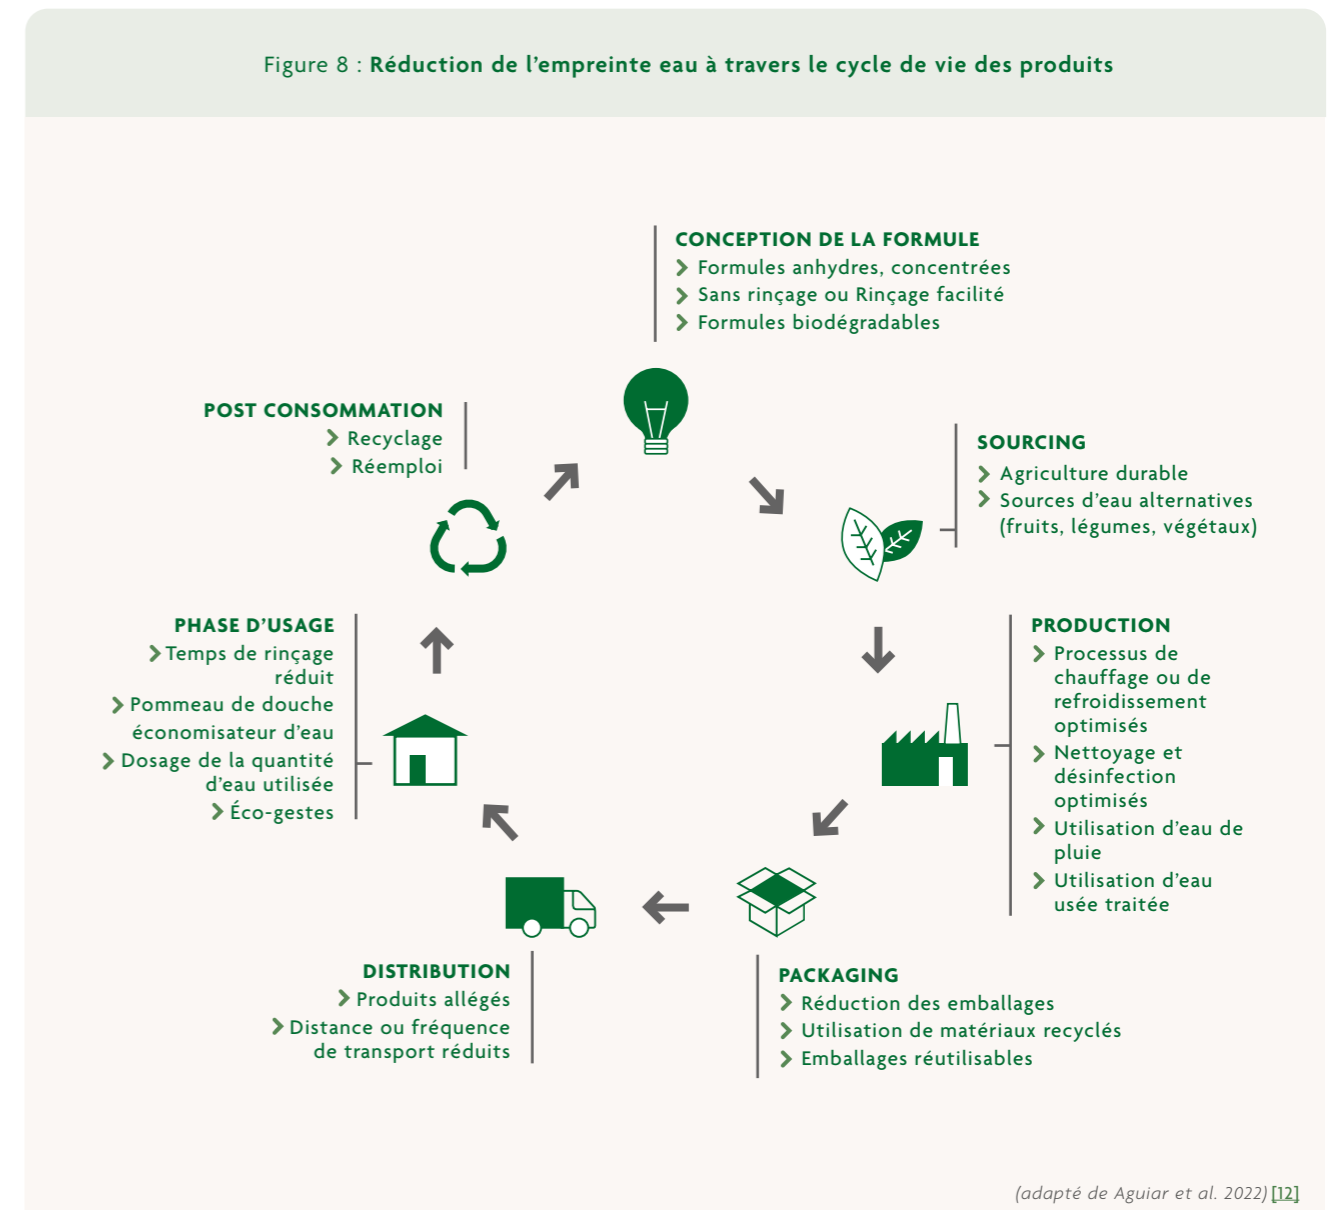 Figure 8 : Réduction de l’empreinte eau à travers le cycle de vie des produits
CONCEPTION DE LA FORMULE
Formules anhydres, concentrées
Sans rinçage ou Rinçage facilité
Formules biodégradables
SOURCING
Agriculture durable
Sources d’eau alternatives
(fruits, légumes, végétaux)
PRODUCTION
Processus de
chauffage ou de
refroidissement
optimisés
Nettoyage et
désinfection
optimisés
Utilisation d’eau de
pluie
Utilisation d’eau
usée traitée
PACKAGING
Réduction des emballages
Utilisation de matériaux recyclés
Emballages réutilisables
DISTRIBUTION
Produits allégés
Distance ou fréquence
de transport réduits
PHASE D’USAGE
Temps de rinçage
réduit
Pommeau de douche
économisateur d’eau
Dosage de la quantité
d’eau utilisée
Éco-gestes
POST CONSOMMATION
Recyclage
Réemploi
(adapté de Aguiar et al. 2022) [12]